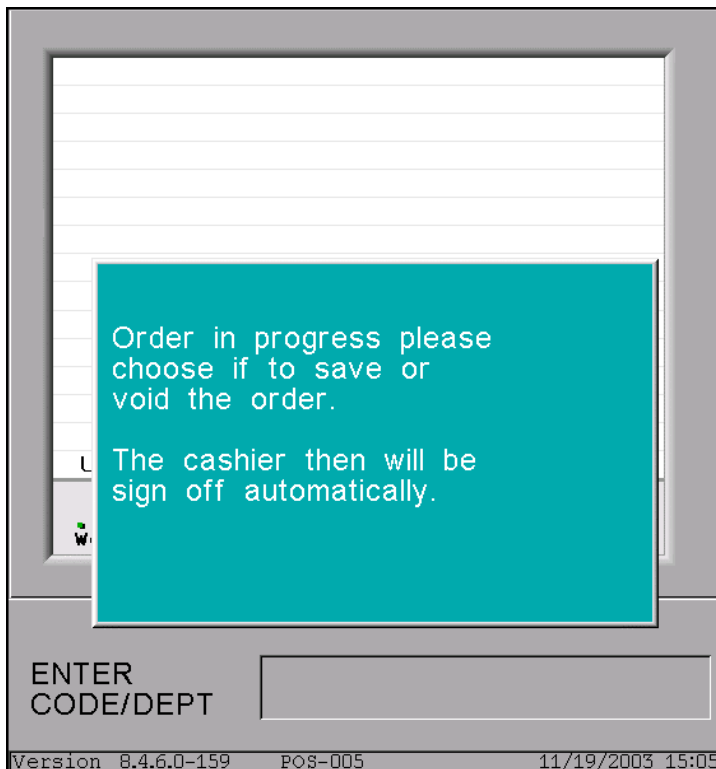 Order in progress please
choose if to save or
void the order.
The cashier then will be
sign off automatically.
ENTER
CODE/DEPT
Version 8.4.6.0-159 POS-005 11/19/2003 15:05